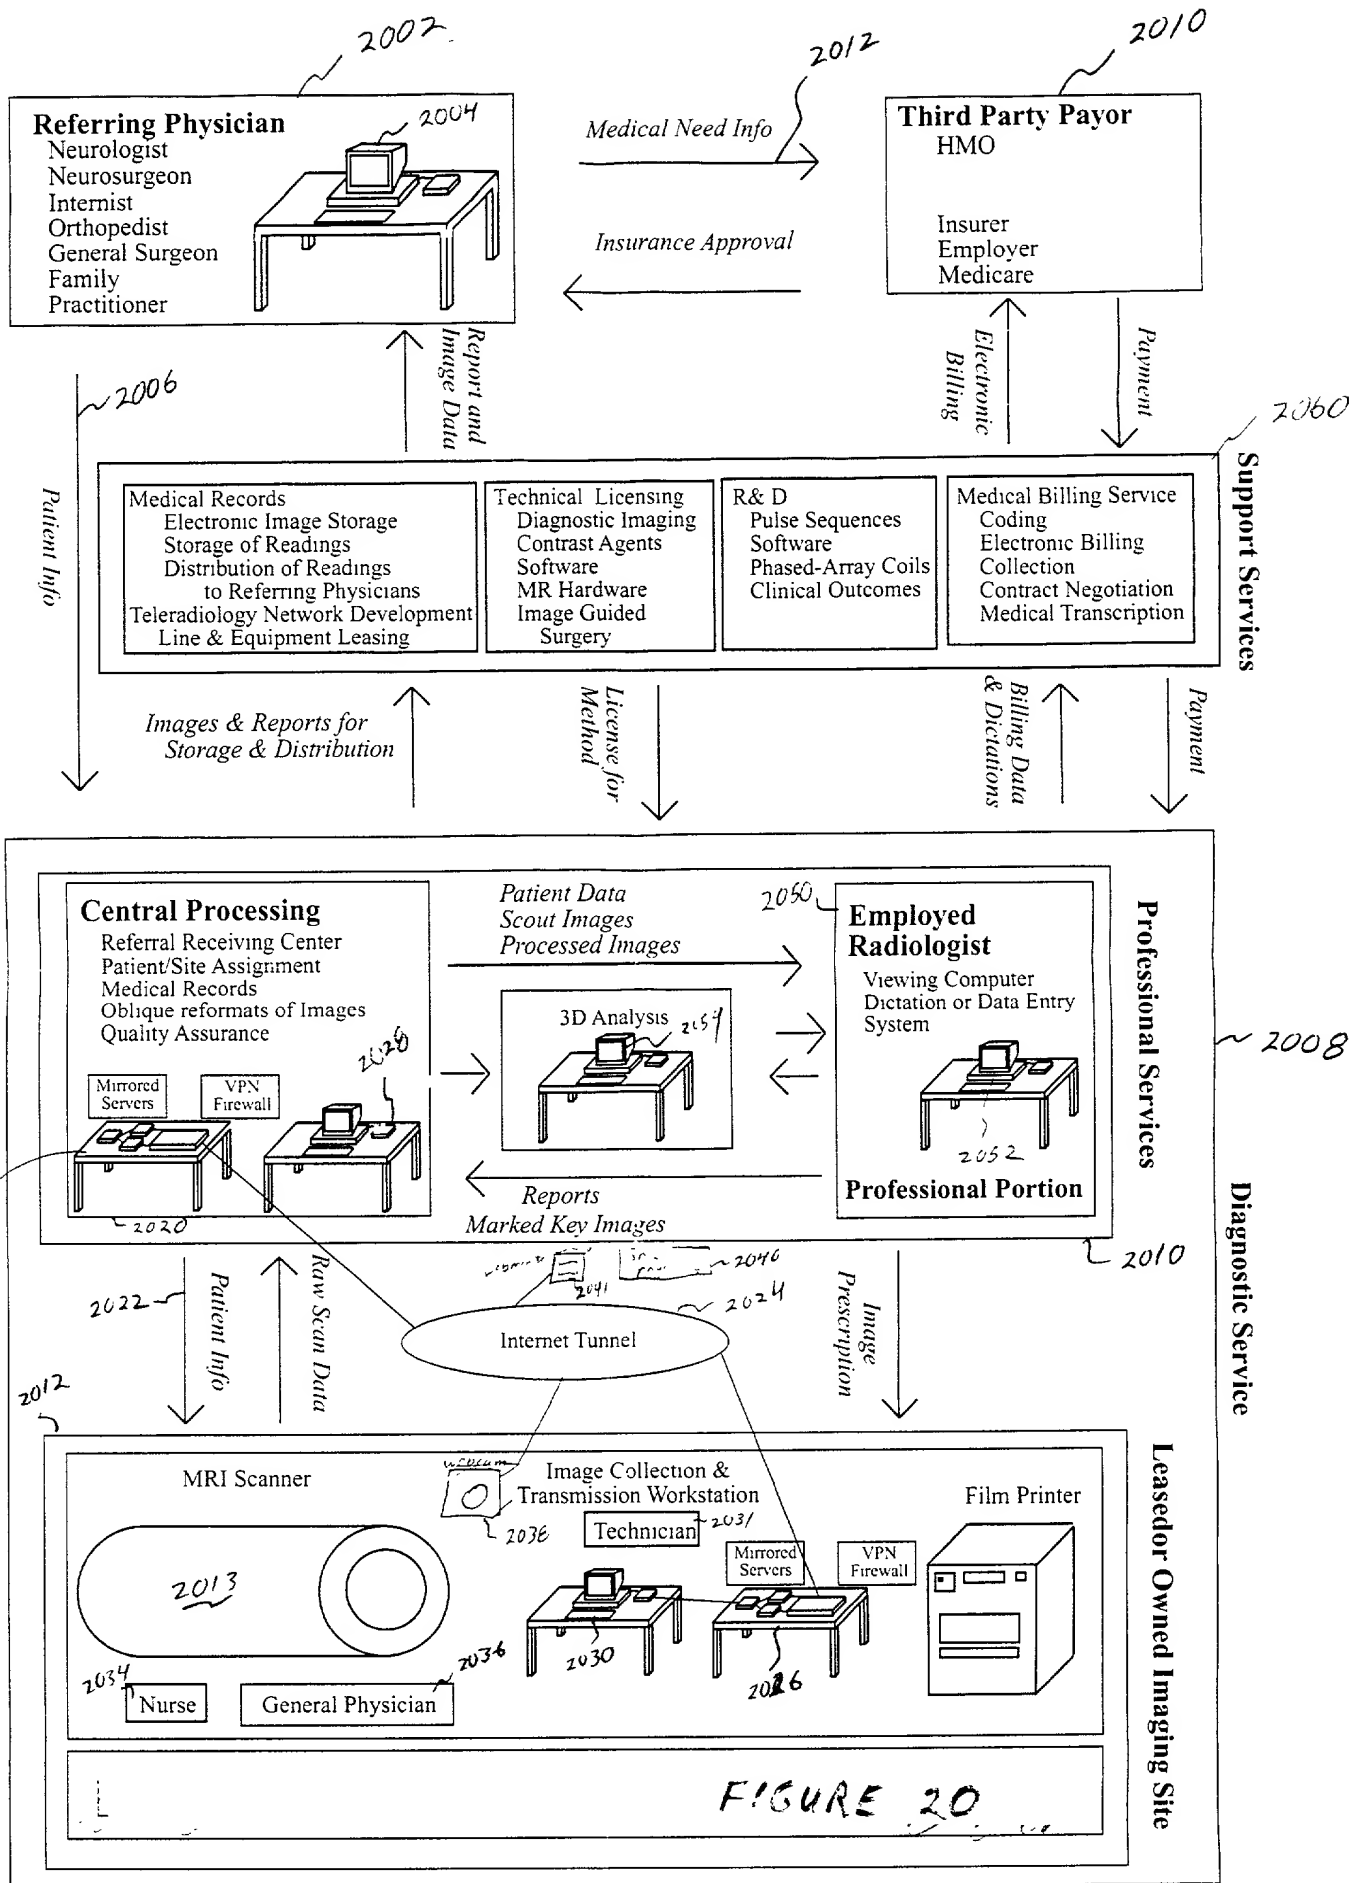 2002
2012
2010
Referring Physician
Neurologist
Neurosurgeon
Internist
Orthopedist
General Surgeon
Family
Practitioner
2004
Medical Need Info
Insurance Approval
Third Party Payor
HMO
Insurer
Employer
Medicare
2006
Patient Info
Report and
Image Data
Electronic
Billing
Payment
2060
Support Services
Medical Records
Electronic Image Storage
Storage of Readings
Distribution of Readings
to Referring Physicians
Teleradiology Network Development
Line & Equipment Leasing
Technical Licensing
Diagnostic Imaging
Contrast Agents
Software
MR Hardware
Image Guided
Surgery
R& D
Pulse Sequences
Software
Phased-Array Coils
Clinical Outcomes
Medical Billing Service
Coding
Electronic Billing
Collection
Contract Negotiation
Medical Transcription
Images & Reports for
Storage & Distribution
License for
Method
Billing Data
& Dictations
Payment
Central Processing
Referral Receiving Center
Patient/Site Assignment
Medical Records
Oblique reformats of Images
Quality Assurance
2028
Mirrored
Servers
VPN
Firewall
2020
Patient Data
Scout Images
Processed Images
3D Analysis
2054
Reports
Marked Key Images
2050
Employed
Radiologist
Viewing Computer
Dictation or Data Entry
System
2052
Professional Portion
Professional Services
2008
Diagnostic Service
2010
2022
Patient Info
Raw Scan Data
2041
2040
2024
Internet Tunnel
Image
Prescription
2012
MRI Scanner
2013
webcam
2038
Image Collection &
Transmission Workstation
Technician
2031
Mirrored
Servers
VPN
Firewall
Film Printer
2030
2026
2034
Nurse
2036
General Physician
Leasedor Owned Imaging Site
FIGURE 20